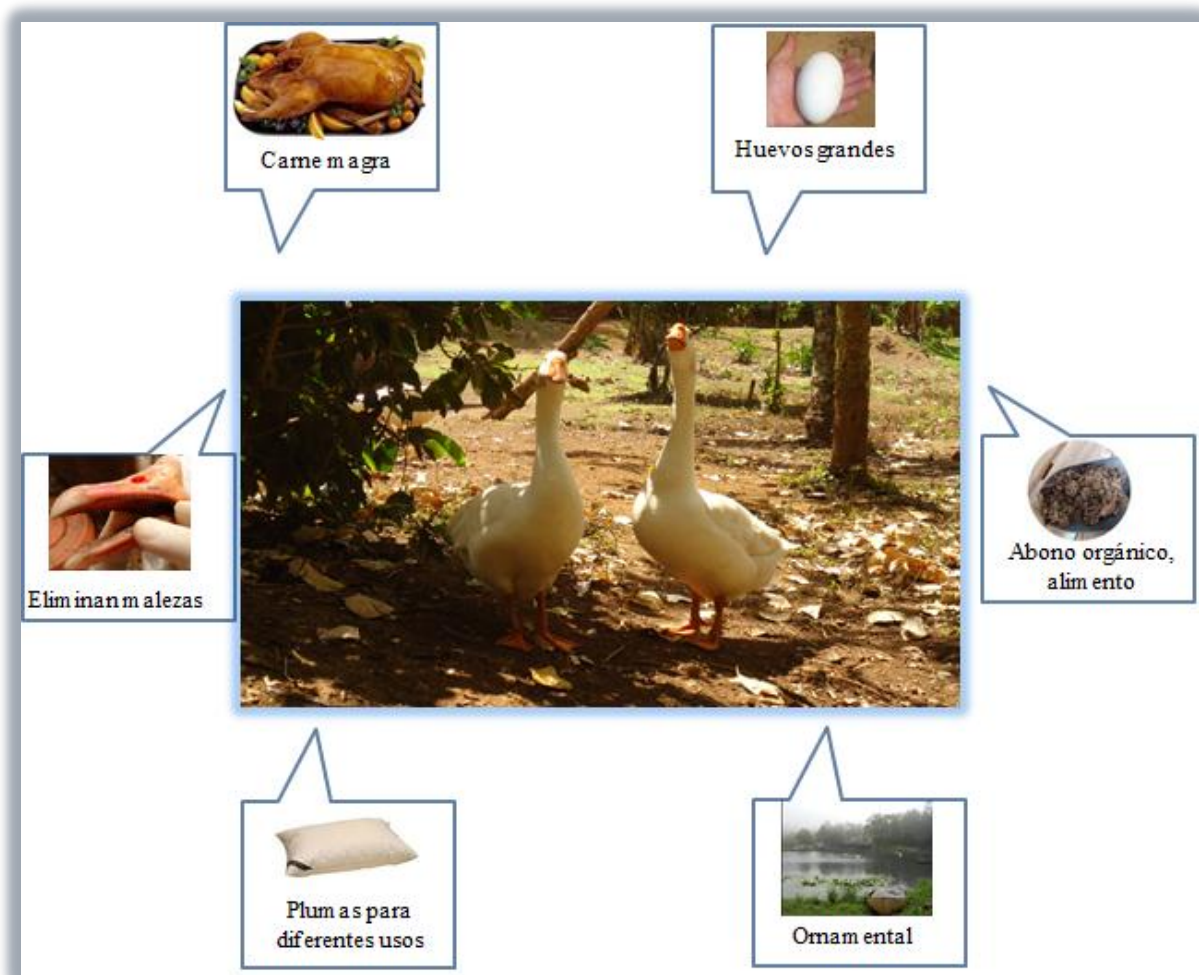 Carne magra
Huevos grandes
Eliminan malezas
Abono orgánico,
alimento
Plumas para
diferentes usos
Ornamental